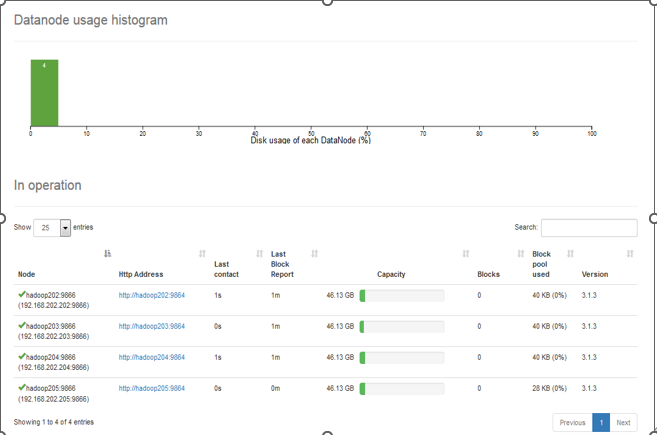 Datanode usage histogram
4
0 10 20 30 40 50 60 70 80 90 100
Disk usage of each DataNode (%)
In operation
Show 25 entries Search:
Node Http Address Last contact Last Block Report Capacity Blocks Block pool used Version
hadoop202:9866 http://hadoop202:9864 1s 1m 46.13 GB 0 40 KB (0%) 3.1.3
(192.168.202.202:9866)
hadoop203:9866 http://hadoop203:9864 0s 1m 46.13 GB 0 40 KB (0%) 3.1.3
(192.168.202.203:9866)
hadoop204:9866 http://hadoop204:9864 1s 1m 46.13 GB 0 40 KB (0%) 3.1.3
(192.168.202.204:9866)
hadoop205:9866 http://hadoop205:9864 0s 0m 46.13 GB 0 28 KB (0%) 3.1.3
(192.168.202.205:9866)
Showing 1 to 4 of 4 entries Previous 1 Next